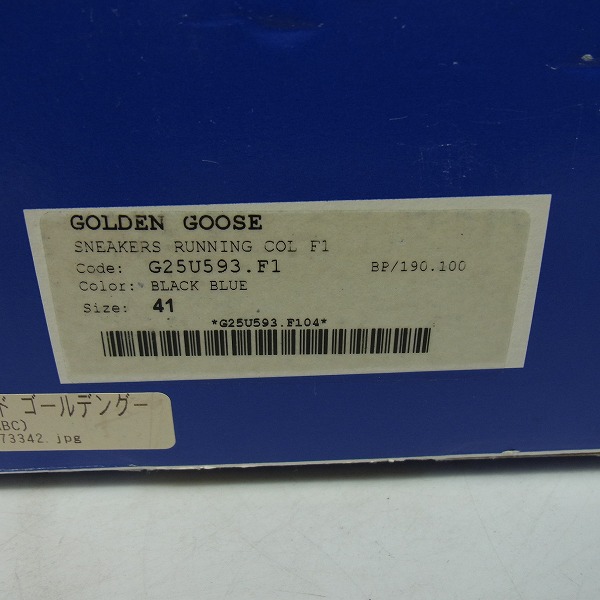 GOLDEN GOOSE
SNEAKERS RUNNING COL F1
Code: G25U593.F1 BP/190.100
Color: BLACK BLUE
Size: 41
*G25U593.F104*
ド ゴールデングー
ABC)
73342.jpg